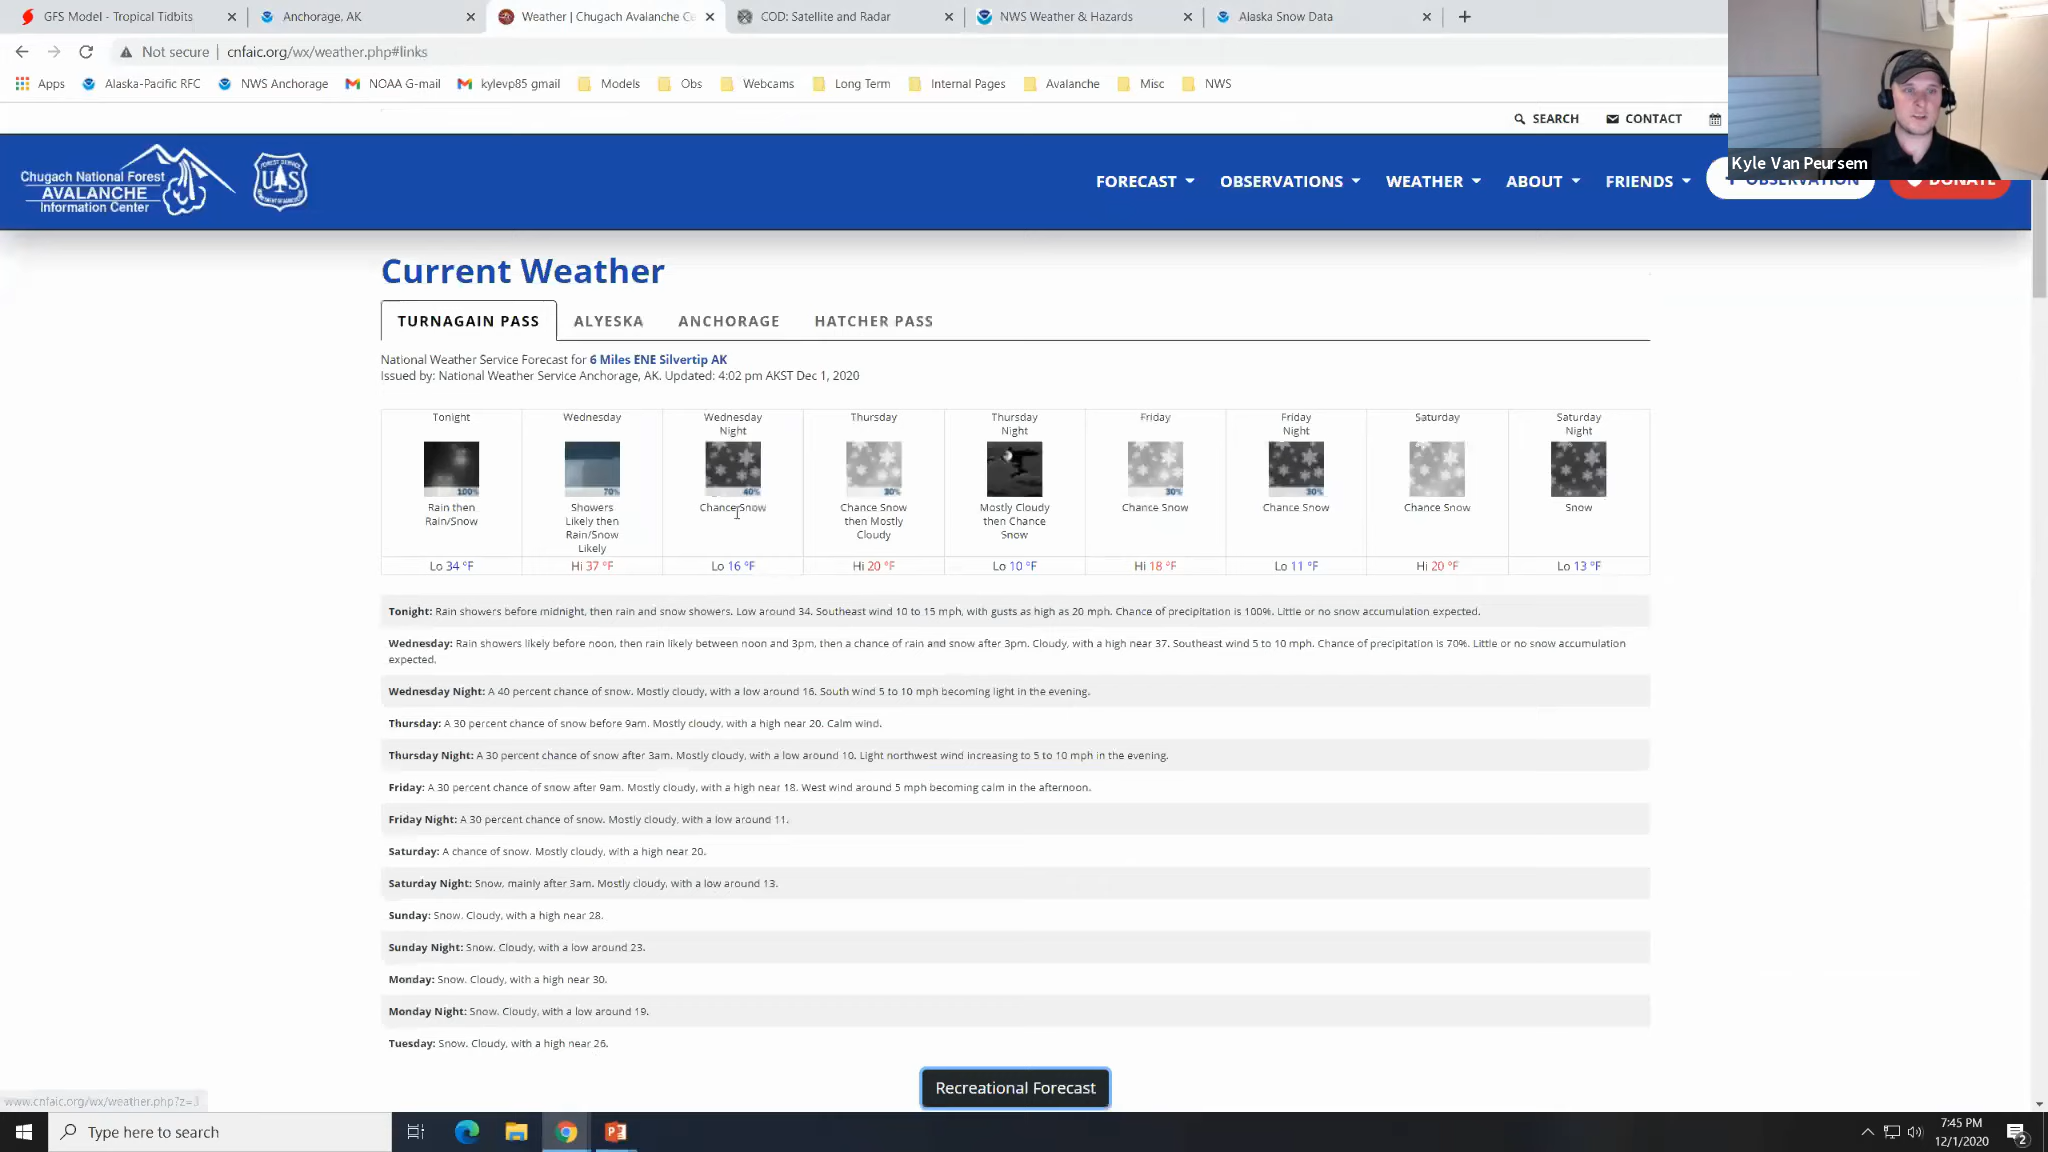 GFS Model - Tropical Tidbits
Anchorage, AK
Weather | Chugach Avalanche Ce
COD: Satellite and Radar
NWS Weather & Hazards
Alaska Snow Data
Not secure | cnfaic.org/wx/weather.php#links
Apps Alaska-Pacific RFC NWS Anchorage NOAA G-mail kylevp85 gmail Models Obs Webcams Long Term Internal Pages Avalanche Misc NWS
SEARCH CONTACT
Kyle Van Peursem
Chugach National Forest
AVALANCHE
Information Center
FOREST SERVICE
UAS
FORECAST OBSERVATIONS WEATHER ABOUT FRIENDS + OBSERVATION DONATE
Current Weather
TURNAGAIN PASS ALYESKA ANCHORAGE HATCHER PASS
National Weather Service Forecast for 6 Miles ENE Silvertip AK
Issued by: National Weather Service Anchorage, AK. Updated: 4:02 pm AKST Dec 1, 2020
Tonight
100%
Rain then
Rain/Snow
Lo 34 °F
Wednesday
70%
Showers
Likely then
Rain/Snow
Likely
Hi 37 °F
Wednesday
Night
40%
Chance Snow
Lo 16 °F
Thursday
30%
Chance Snow
then Mostly
Cloudy
Hi 20 °F
Thursday
Night
Mostly Cloudy
then Chance
Snow
Lo 10 °F
Friday
30%
Chance Snow
Hi 18 °F
Friday
Night
30%
Chance Snow
Lo 11 °F
Saturday
Chance Snow
Hi 20 °F
Saturday
Night
Snow
Lo 13 °F
Tonight: Rain showers before midnight, then rain and snow showers. Low around 34. Southeast wind 10 to 15 mph, with gusts as high as 20 mph. Chance of precipitation is 100%. Little or no snow accumulation expected.
Wednesday: Rain showers likely before noon, then rain likely between noon and 3pm, then a chance of rain and snow after 3pm. Cloudy, with a high near 37. Southeast wind 5 to 10 mph. Chance of precipitation is 70%. Little or no snow accumulation
expected.
Wednesday Night: A 40 percent chance of snow. Mostly cloudy, with a low around 16. South wind 5 to 10 mph becoming light in the evening.
Thursday: A 30 percent chance of snow before 9am. Mostly cloudy, with a high near 20. Calm wind.
Thursday Night: A 30 percent chance of snow after 3am. Mostly cloudy, with a low around 10. Light northwest wind increasing to 5 to 10 mph in the evening.
Friday: A 30 percent chance of snow after 9am. Mostly cloudy, with a high near 18. West wind around 5 mph becoming calm in the afternoon.
Friday Night: A 30 percent chance of snow. Mostly cloudy, with a low around 11.
Saturday: A chance of snow. Mostly cloudy, with a high near 20.
Saturday Night: Snow, mainly after 3am. Mostly cloudy, with a low around 13.
Sunday: Snow. Cloudy, with a high near 28.
Sunday Night: Snow. Cloudy, with a low around 23.
Monday: Snow. Cloudy, with a high near 30.
Monday Night: Snow. Cloudy, with a low around 19.
Tuesday: Snow. Cloudy, with a high near 26.
Recreational Forecast
www.cnfaic.org/wx/weather.php?z=
Type here to search
7:45 PM
12/1/2020
2